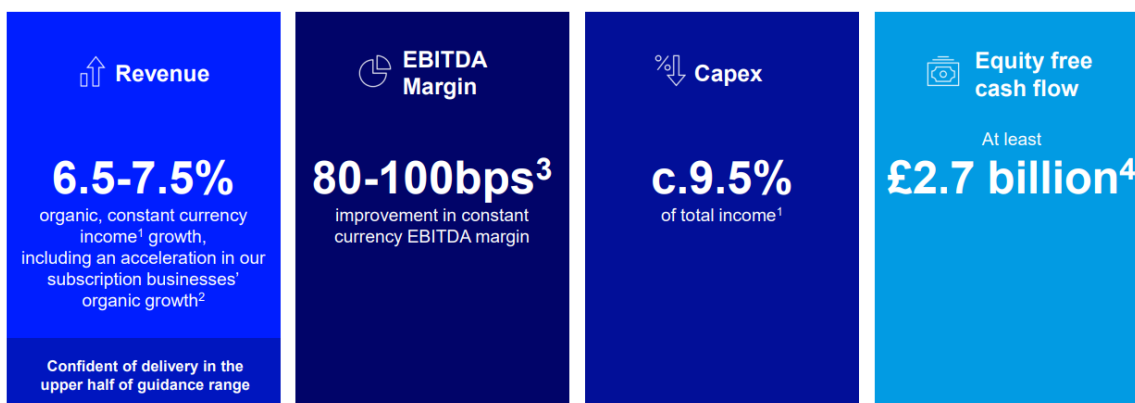 Revenue
6.5-7.5%
organic, constant currency
income¹ growth,
including an acceleration in our
subscription businesses’
organic growth²
Confident of delivery in the
upper half of guidance range
EBITDA
Margin
80-100bps³
improvement in constant
currency EBITDA margin
%
Capex
c.9.5%
of total income¹
Equity free
cash flow
At least
£2.7 billion⁴